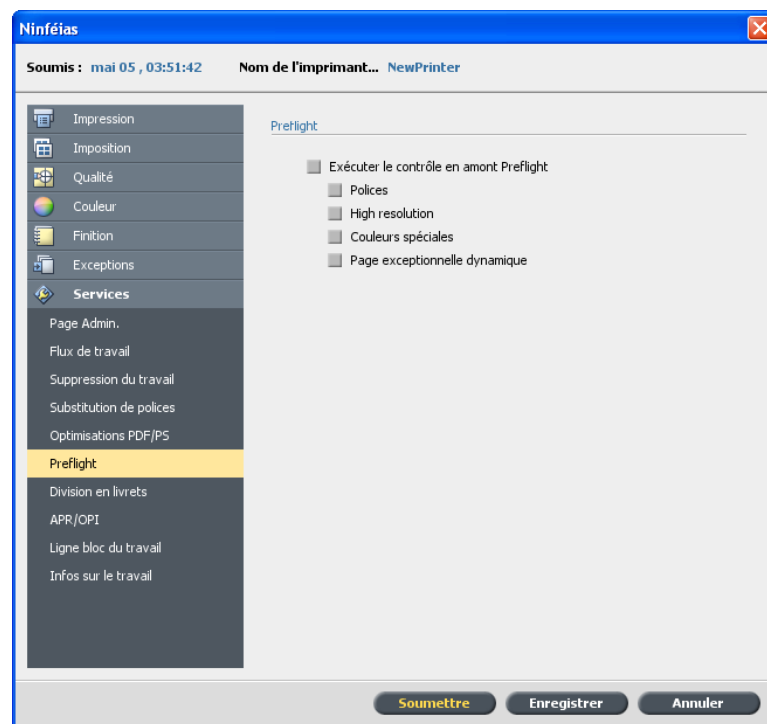 Ninféias
Soumis : mai 05 , 03:51:42 Nom de l'imprimant... NewPrinter
Impression
Imposition
Qualité
Couleur
Finition
Exceptions
Services
Page Admin.
Flux de travail
Suppression du travail
Substitution de polices
Optimisations PDF/PS
Preflight
Division en livrets
APR/OPI
Ligne bloc du travail
Infos sur le travail
Preflight
Exécuter le contrôle en amont Preflight
Polices
High resolution
Couleurs spéciales
Page exceptionnelle dynamique
Soumettre Enregistrer Annuler